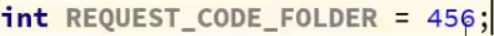 int REQUEST_CODE_FOLDER = 456;